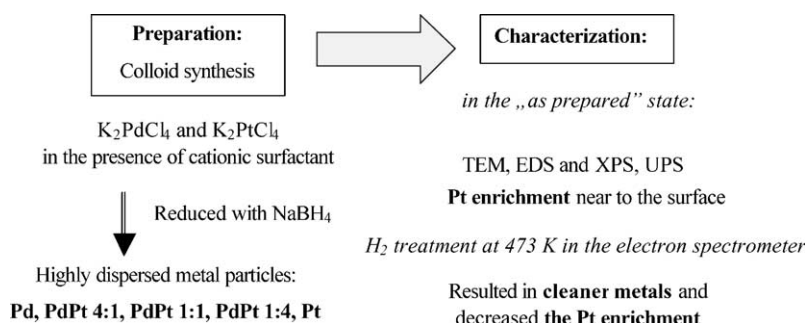 Preparation:
Colloid synthesis
K₂PdCl₄ and K₂PtCl₄
in the presence of cationic surfactant
Reduced with NaBH₄
Highly dispersed metal particles:
Pd, PdPt 4:1, PdPt 1:1, PdPt 1:4, Pt
Characterization:
in the „as prepared” state:
TEM, EDS and XPS, UPS
Pt enrichment near to the surface
H₂ treatment at 473 K in the electron spectrometer
Resulted in cleaner metals and
decreased the Pt enrichment